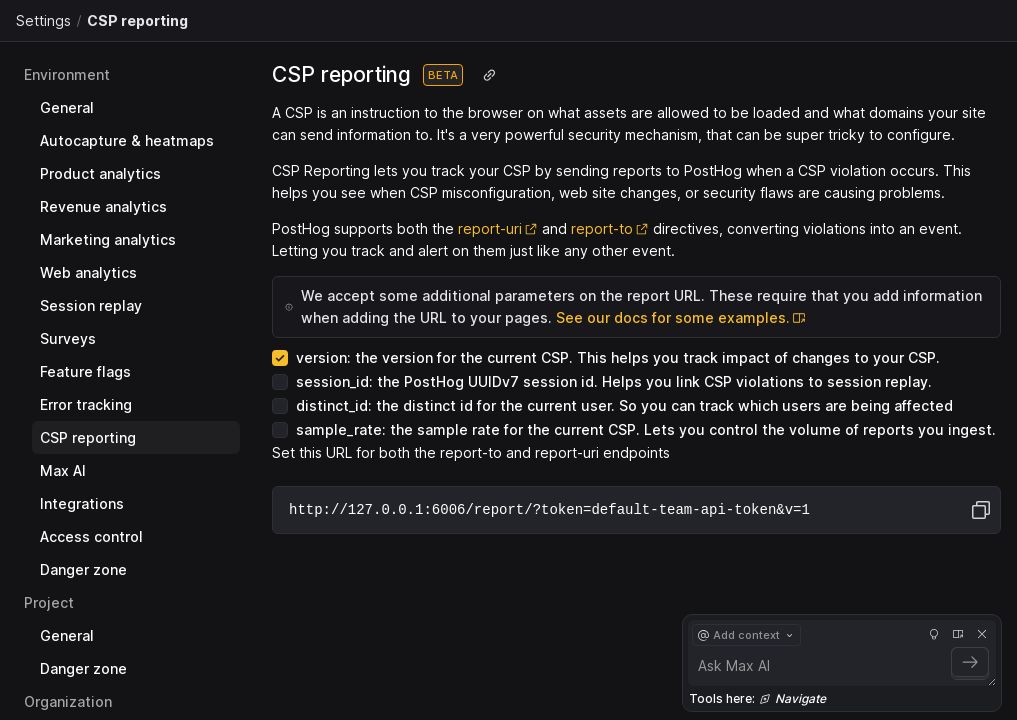 Settings / CSP reporting
Environment
General
Autocapture & heatmaps
Product analytics
Revenue analytics
Marketing analytics
Web analytics
Session replay
Surveys
Feature flags
Error tracking
CSP reporting
Max AI
Integrations
Access control
Danger zone
Project
General
Danger zone
Organization
CSP reporting BETA
A CSP is an instruction to the browser on what assets are allowed to be loaded and what domains your site
can send information to. It's a very powerful security mechanism, that can be super tricky to configure.
CSP Reporting lets you track your CSP by sending reports to PostHog when a CSP violation occurs. This
helps you see when CSP misconfiguration, web site changes, or security flaws are causing problems.
PostHog supports both the report-uri and report-to directives, converting violations into an event.
Letting you track and alert on them just like any other event.
We accept some additional parameters on the report URL. These require that you add information
when adding the URL to your pages. See our docs for some examples.
version: the version for the current CSP. This helps you track impact of changes to your CSP.
session_id: the PostHog UUIDv7 session id. Helps you link CSP violations to session replay.
distinct_id: the distinct id for the current user. So you can track which users are being affected
sample_rate: the sample rate for the current CSP. Lets you control the volume of reports you ingest.
Set this URL for both the report-to and report-uri endpoints
http://127.0.0.1:6006/report/?token=default-team-api-token&v=1
@ Add context
Ask Max AI
Tools here: Navigate